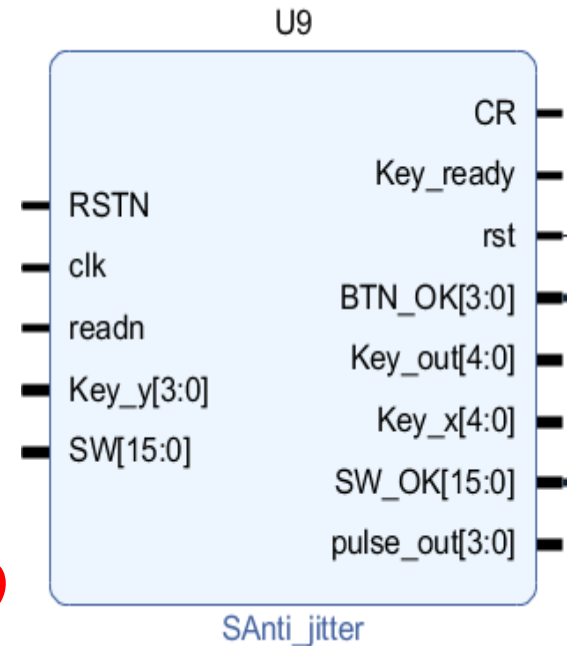 U9
RSTN
clk
readn
Key_y[3:0]
SW[15:0]
CR
Key_ready
rst
BTN_OK[3:0]
Key_out[4:0]
Key_x[4:0]
SW_OK[15:0]
pulse_out[3:0]
SAnti_jitter